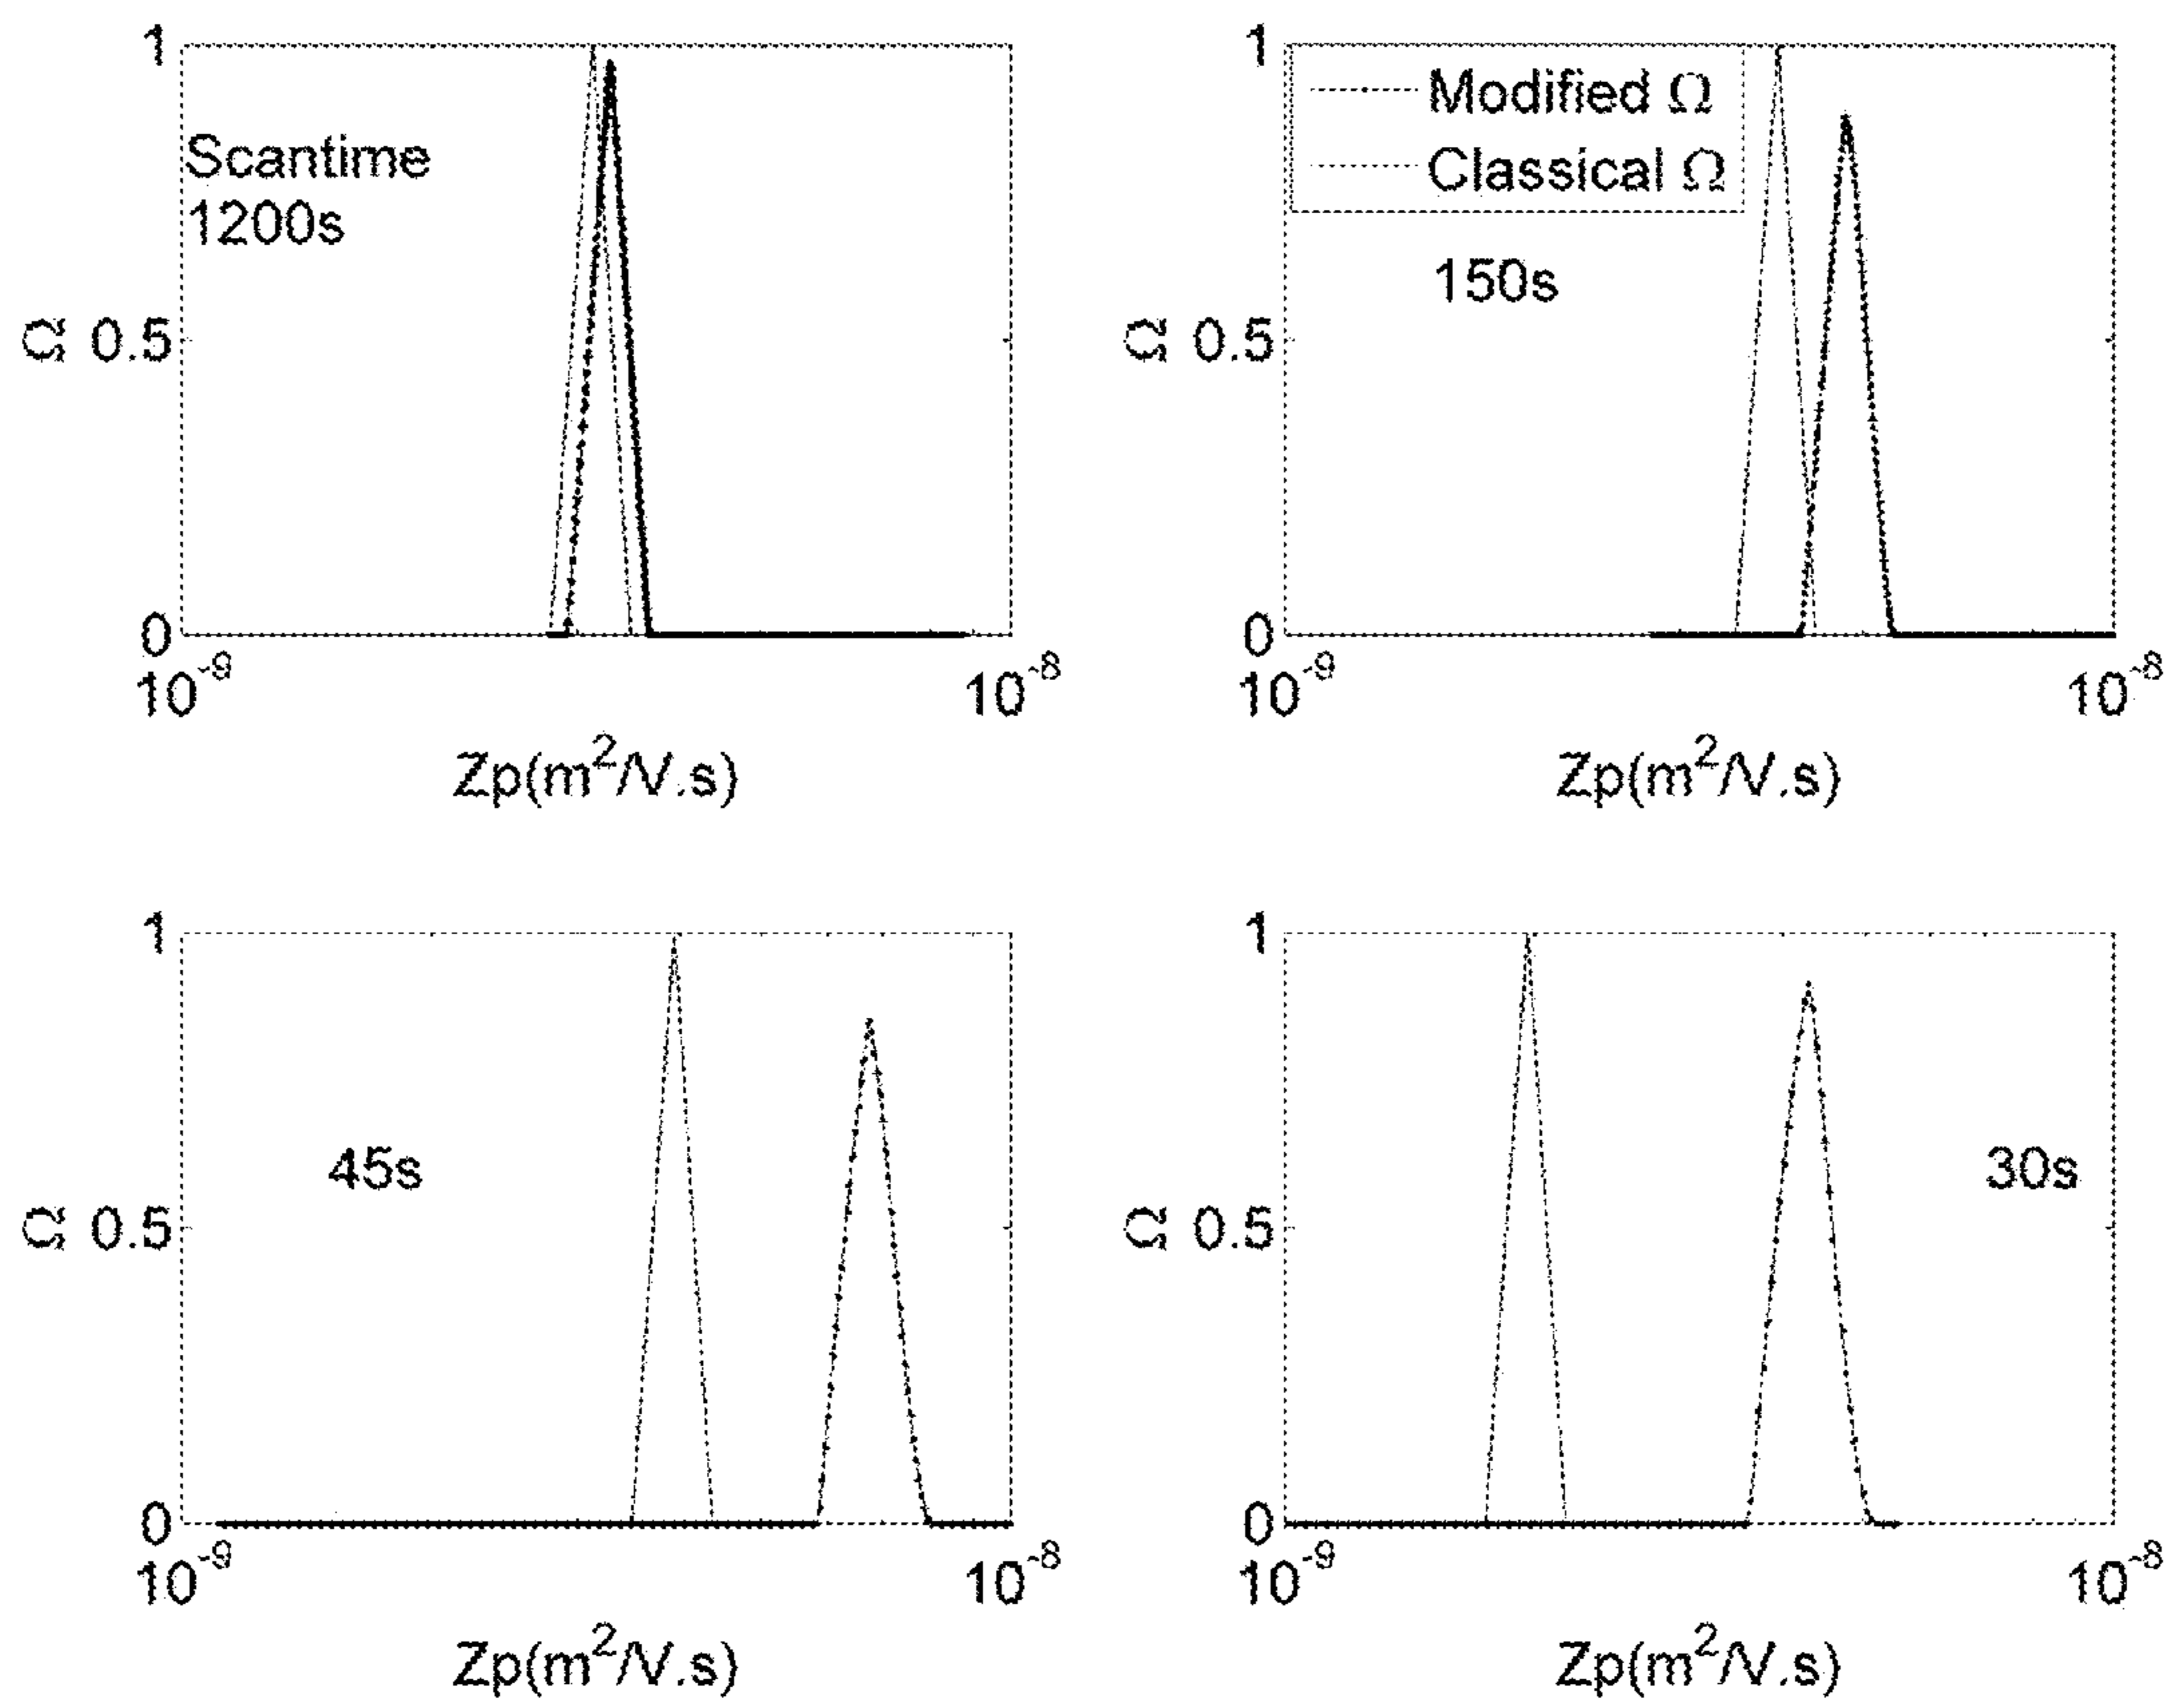 1
Scantime
1200s
Ω 0.5
0
10⁻⁹
10⁻⁸
Zp(m²/V.s)
1
Modified Ω
Classical Ω
150s
Ω 0.5
0
10⁻⁹
10⁻⁸
Zp(m²/V.s)
1
45s
Ω 0.5
0
10⁻⁹
10⁻⁸
Zp(m²/V.s)
1
30s
Ω 0.5
0
10⁻⁹
10⁻⁸
Zp(m²/V.s)